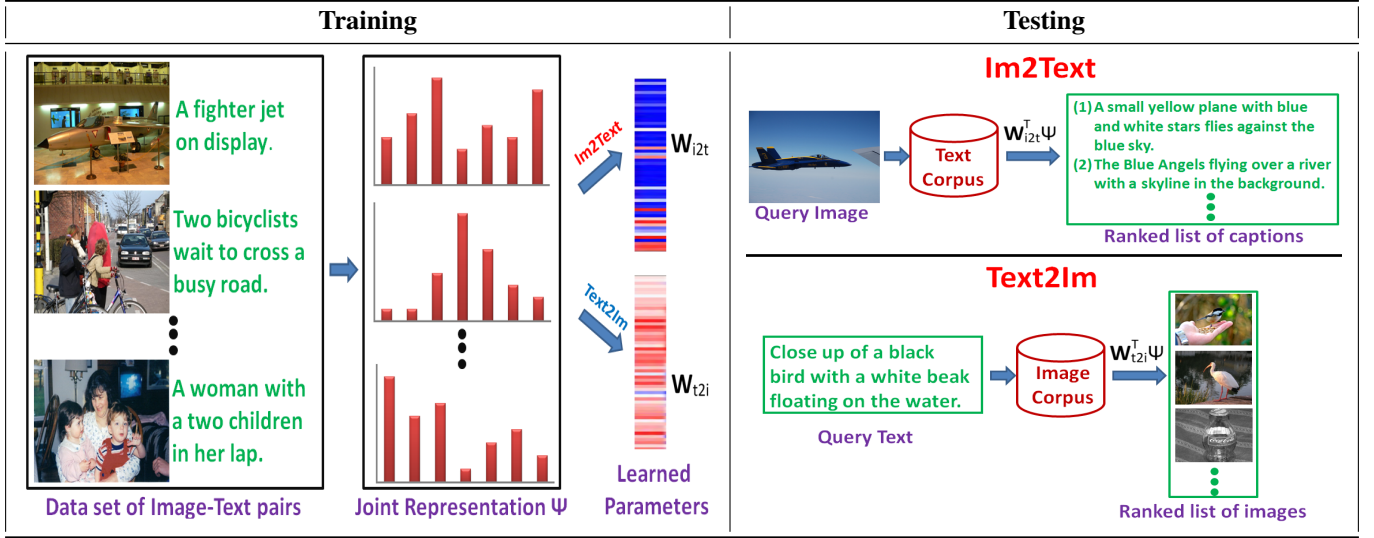 Training
Testing
A fighter jet
on display.
Two bicyclists
wait to cross a
busy road.
A woman with
a two children
in her lap.
Data set of Image-Text pairs
Joint Representation Ψ
Im2Text
Text2Im
W_i2t
W_t2i
Learned
Parameters
Im2Text
Query Image
Text
Corpus
W^T_i2t Ψ
(1) A small yellow plane with blue
and white stars flies against the
blue sky.
(2) The Blue Angels flying over a river
with a skyline in the background.
Ranked list of captions
Text2Im
Close up of a black
bird with a white beak
floating on the water.
Query Text
Image
Corpus
W^T_t2i Ψ
Ranked list of images